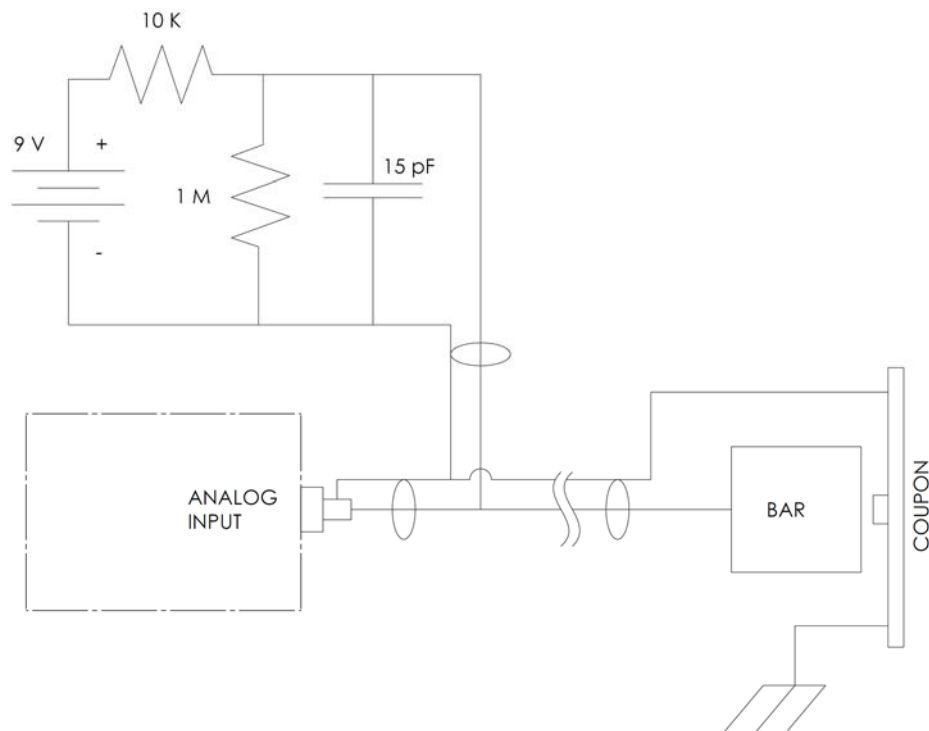 10 K
9 V
+
15 pF
1 M
-
ANALOG
INPUT
BAR
COUPON